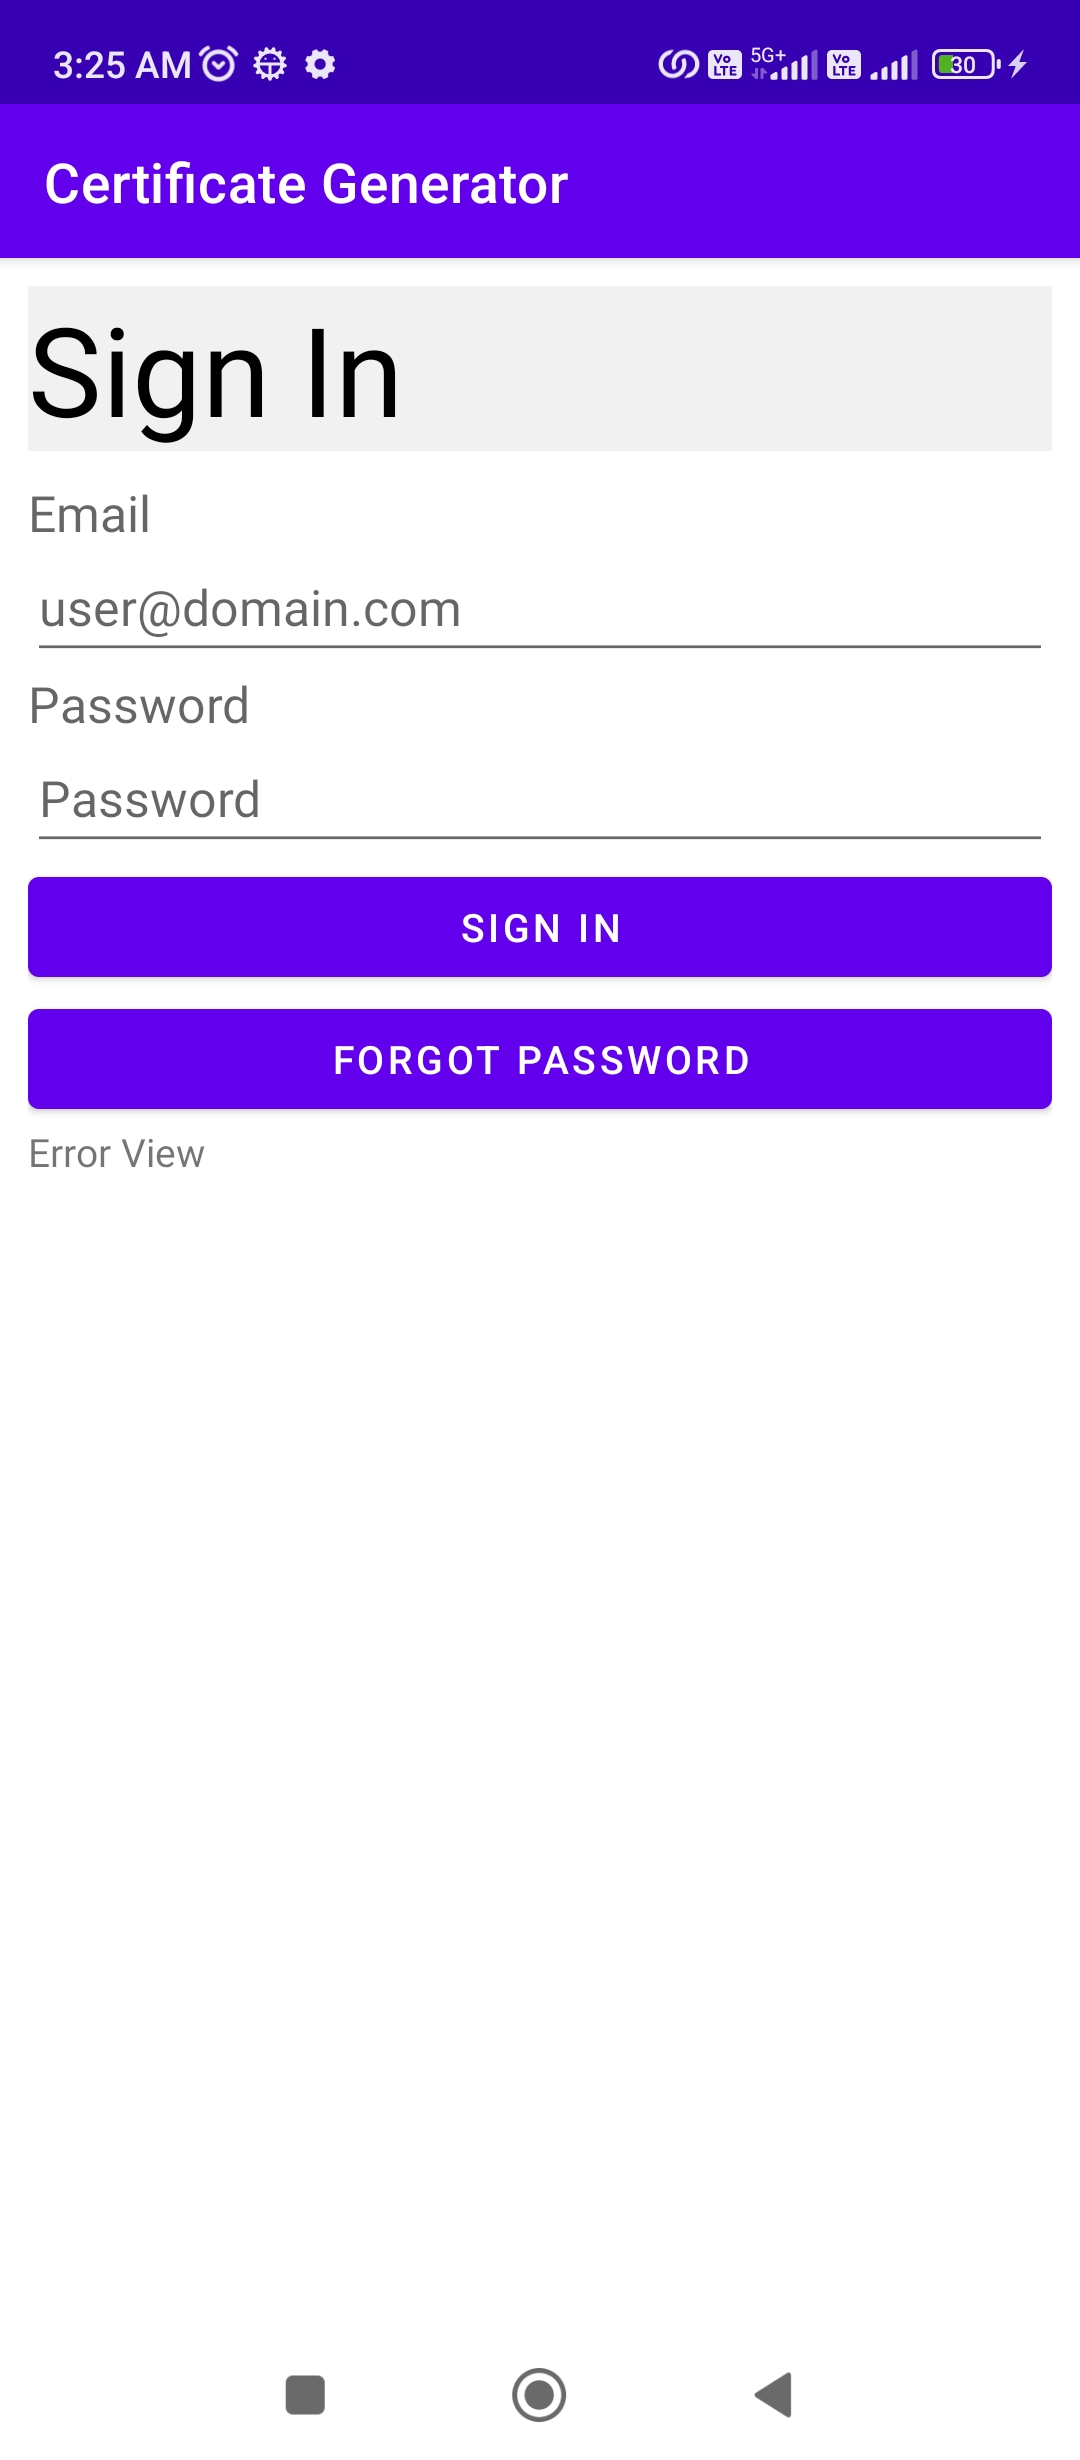 3:25 AM 5G+ 30
Vo LTE Vo LTE
Certificate Generator
Sign In
Email
user@domain.com
Password
Password
SIGN IN
FORGOT PASSWORD
Error View